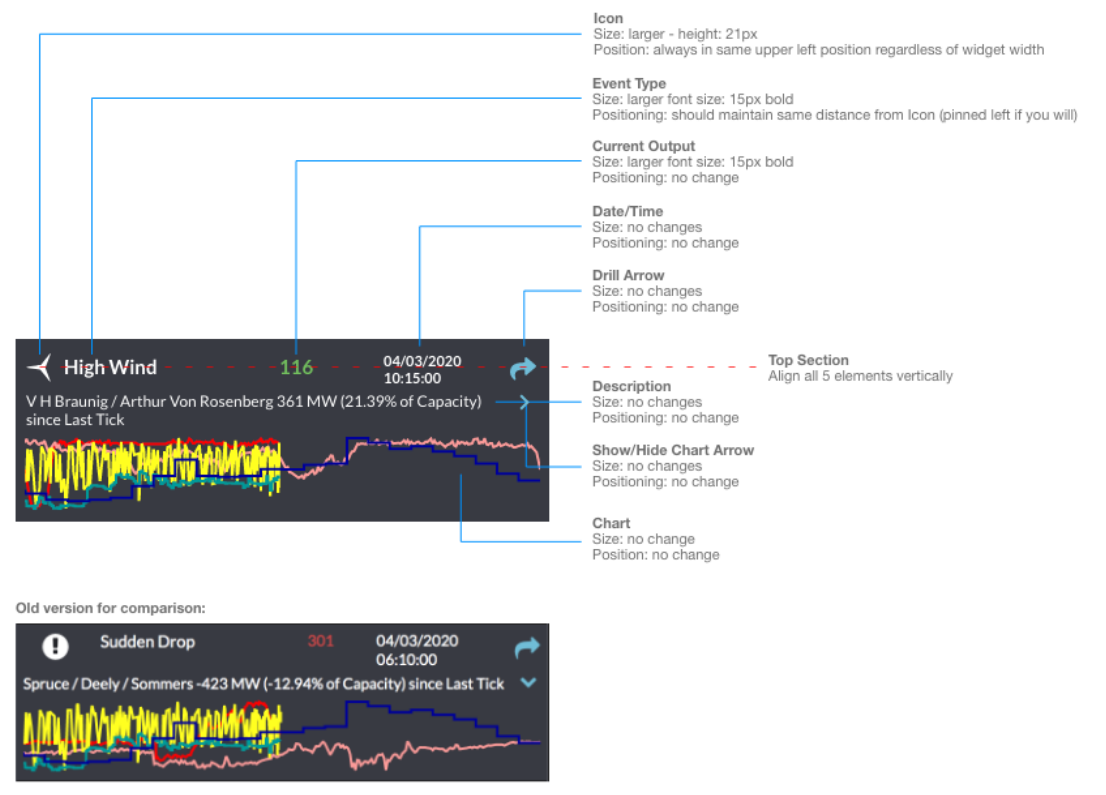 Icon
Size: larger - height: 21px
Position: always in same upper left position regardless of widget width
Event Type
Size: larger font size: 15px bold
Positioning: should maintain same distance from Icon (pinned left if you will)
Current Output
Size: larger font size: 15px bold
Positioning: no change
Date/Time
Size: no changes
Positioning: no change
Drill Arrow
Size: no changes
Positioning: no change
High Wind
116
04/03/2020
10:15:00
Top Section
Align all 5 elements vertically
V H Braunig / Arthur Von Rosenberg 361 MW (21.39% of Capacity)
since Last Tick
Description
Size: no changes
Positioning: no change
Show/Hide Chart Arrow
Size: no changes
Positioning: no change
Chart
Size: no change
Position: no change
Old version for comparison:
Sudden Drop
301
04/03/2020
06:10:00
Spruce / Deely / Sommers -423 MW (-12.94% of Capacity) since Last Tick